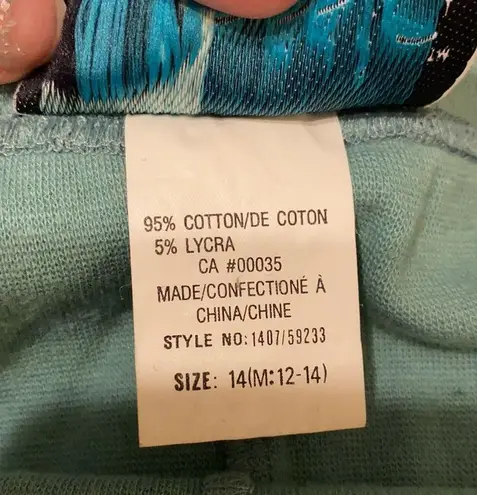 95% COTTON/DE COTON
5% LYCRA
CA #00035
MADE/CONFECTIONÉ À
CHINA/CHINE
STYLE NO:1407/59233
SIZE: 14(M:12-14)